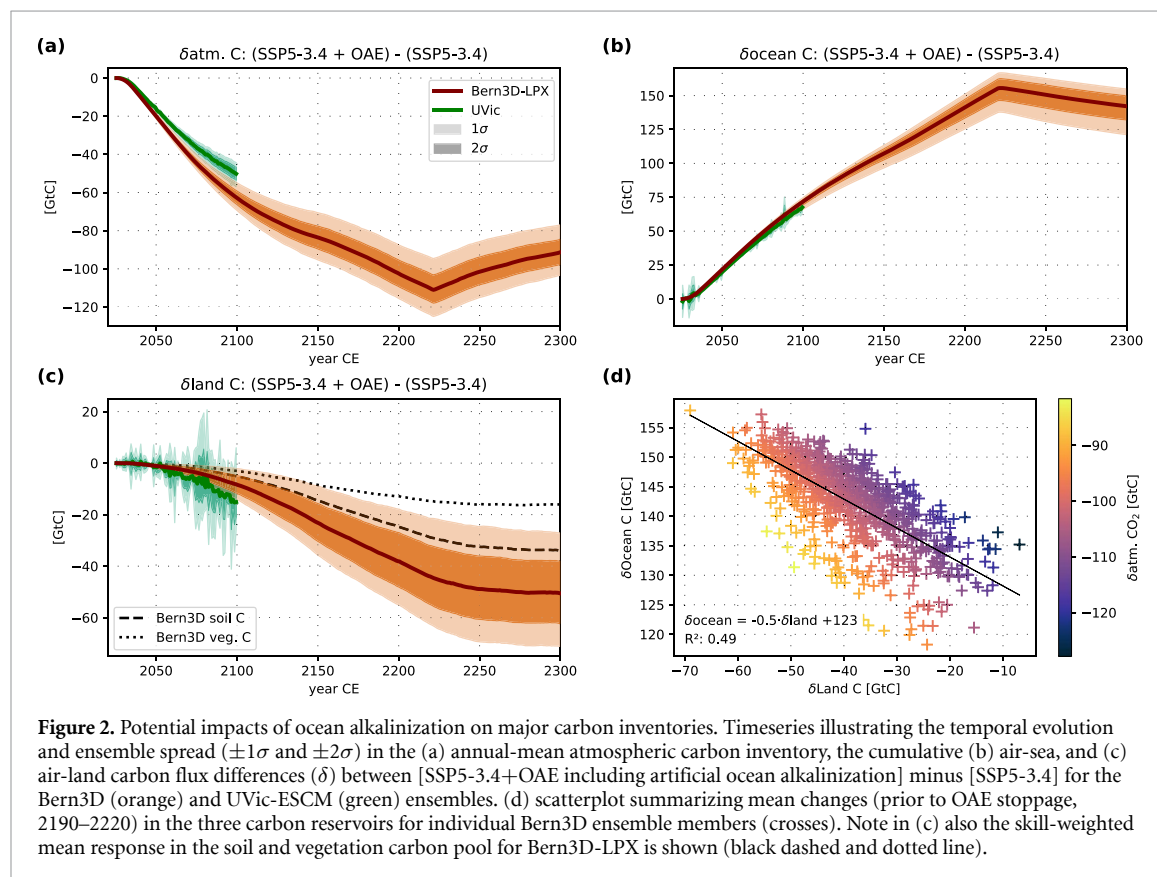 (a)
δatm. C: (SSP5-3.4 + OAE) - (SSP5-3.4)
0
−20
−40
−60
−80
−100
−120
[GtC]
Bern3D-LPX
UVic
1σ
2σ
2050
2100
2150
2200
2250
2300
year CE
(b)
δocean C: (SSP5-3.4 + OAE) - (SSP5-3.4)
150
125
100
75
50
25
0
[GtC]
2050
2100
2150
2200
2250
2300
year CE
(c)
δland C: (SSP5-3.4 + OAE) - (SSP5-3.4)
20
0
−20
−40
−60
[GtC]
Bern3D soil C
Bern3D veg. C
2050
2100
2150
2200
2250
2300
year CE
(d)
155
150
145
140
135
130
125
120
δOcean C [GtC]
δocean = -0.5·δland +123
R²: 0.49
−70
−60
−50
−40
−30
−20
−10
δLand C [GtC]
−90
−100
−110
−120
δatm. CO₂ [GtC]
Figure 2. Potential impacts of ocean alkalinization on major carbon inventories. Timeseries illustrating the temporal evolution
and ensemble spread (±1σ and ±2σ) in the (a) annual-mean atmospheric carbon inventory, the cumulative (b) air-sea, and (c)
air-land carbon flux differences (δ) between [SSP5-3.4+OAE including artificial ocean alkalinization] minus [SSP5-3.4] for the
Bern3D (orange) and UVic-ESCM (green) ensembles. (d) scatterplot summarizing mean changes (prior to OAE stoppage,
2190–2220) in the three carbon reservoirs for individual Bern3D ensemble members (crosses). Note in (c) also the skill-weighted
mean response in the soil and vegetation carbon pool for Bern3D-LPX is shown (black dashed and dotted line).